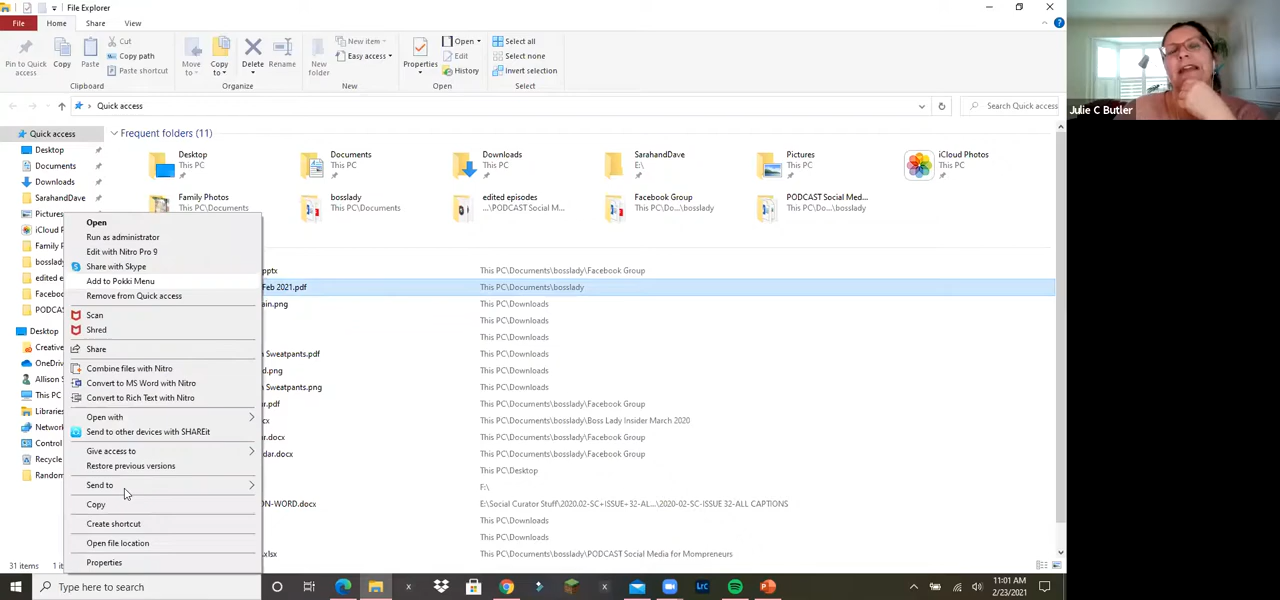 File Explorer
File Home Share View
Pin to Quick access
Copy
Paste
Cut
Copy path
Paste shortcut
Clipboard
Move to
Copy to
Delete
Rename
Organize
New folder
New item
Easy access
New
Properties
Open
Edit
History
Open
Select all
Select none
Invert selection
Select
Quick access
Search Quick access
Julie C Butler
Quick access
Desktop
Documents
Downloads
SarahandDave
Pictures
iCloud P
Family P
bosslady
edited e
Facebo
PODCAS
Desktop
Creative
OneDriv
Allison S
This PC
Libraries
Networ
Control
Recycle
Random
Frequent folders (11)
Desktop
This PC
Documents
This PC
Downloads
This PC
SarahandDave
E:\
Pictures
This PC
iCloud Photos
This PC
Family Photos
This PC\Documents
bosslady
This PC\Documents
edited episodes
...\PODCAST Social M...
Facebook Group
This PC\Do...\bosslady
PODCAST Social Med...
This PC\Do...\bosslady
Open
Run as administrator
Edit with Nitro Pro 9
Share with Skype
Add to Pokki Menu
Remove from Quick access
Scan
Shred
Share
Combine files with Nitro
Convert to MS Word with Nitro
Convert to Rich Text with Nitro
Open with
Send to other devices with SHAREit
Give access to
Restore previous versions
Send to
Copy
Create shortcut
Open file location
Properties
pptx This PC\Documents\bosslady\Facebook Group
Feb 2021.pdf This PC\Documents\bosslady
ain.png This PC\Downloads
This PC\Downloads
This PC\Downloads
n Sweatpants.pdf This PC\Downloads
d.png This PC\Downloads
n Sweatpants.png This PC\Downloads
ur.pdf This PC\Documents\bosslady\Facebook Group
cx This PC\Documents\bosslady\Boss Lady Insider March 2020
ur.docx This PC\Documents\bosslady\Facebook Group
dar.docx This PC\Documents\bosslady\Facebook Group
This PC\Desktop
F:\
ON-WORD.docx E:\Social Curator Stuff\2020.02-SC+ISSUE+32-AL...\2020-02-SC-ISSUE 32-ALL CAPTIONS
This PC\Downloads
This PC\Downloads
.xlsx This PC\Documents\bosslady\PODCAST Social Media for Mompreneurs
31 items 1 it
Type here to search
Lrc
11:01 AM
2/23/2021